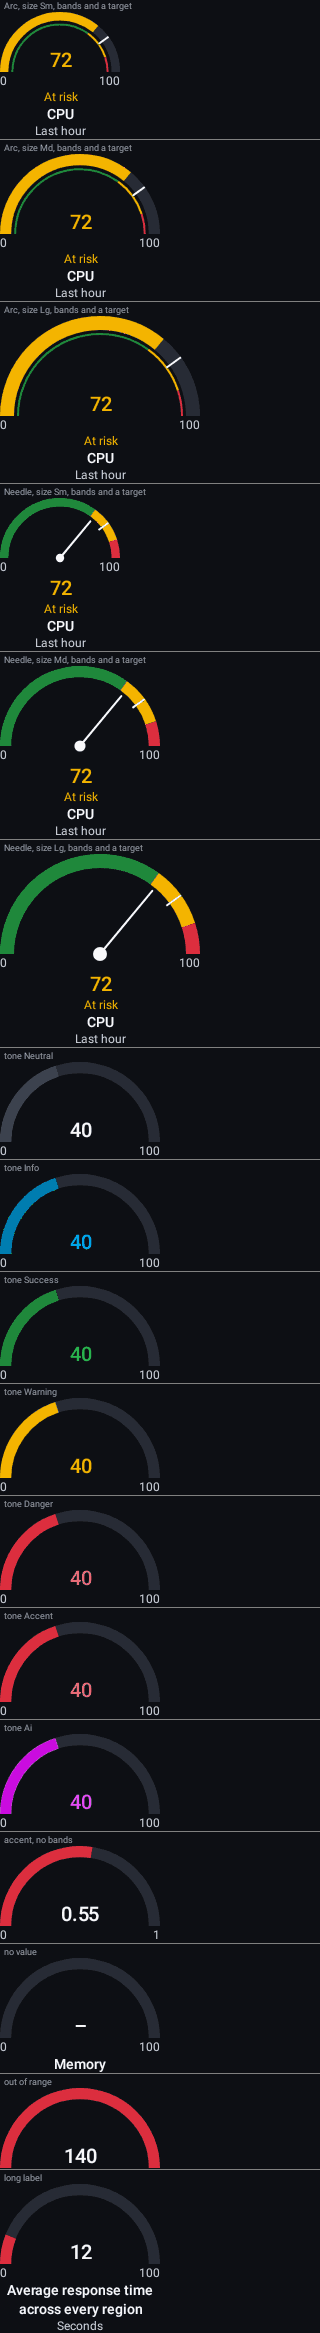 Arc, size Sm, bands and a target
72
0 100
At risk
CPU
Last hour
Arc, size Md, bands and a target
72
0 100
At risk
CPU
Last hour
Arc, size Lg, bands and a target
72
0 100
At risk
CPU
Last hour
Needle, size Sm, bands and a target
0 100
72
At risk
CPU
Last hour
Needle, size Md, bands and a target
0 100
72
At risk
CPU
Last hour
Needle, size Lg, bands and a target
0 100
72
At risk
CPU
Last hour
tone Neutral
40
0 100
tone Info
40
0 100
tone Success
40
0 100
tone Warning
40
0 100
tone Danger
40
0 100
tone Accent
40
0 100
tone Ai
40
0 100
accent, no bands
0.55
0 1
no value
–
0 100
Memory
out of range
140
long label
12
0 100
Average response time
across every region
Seconds